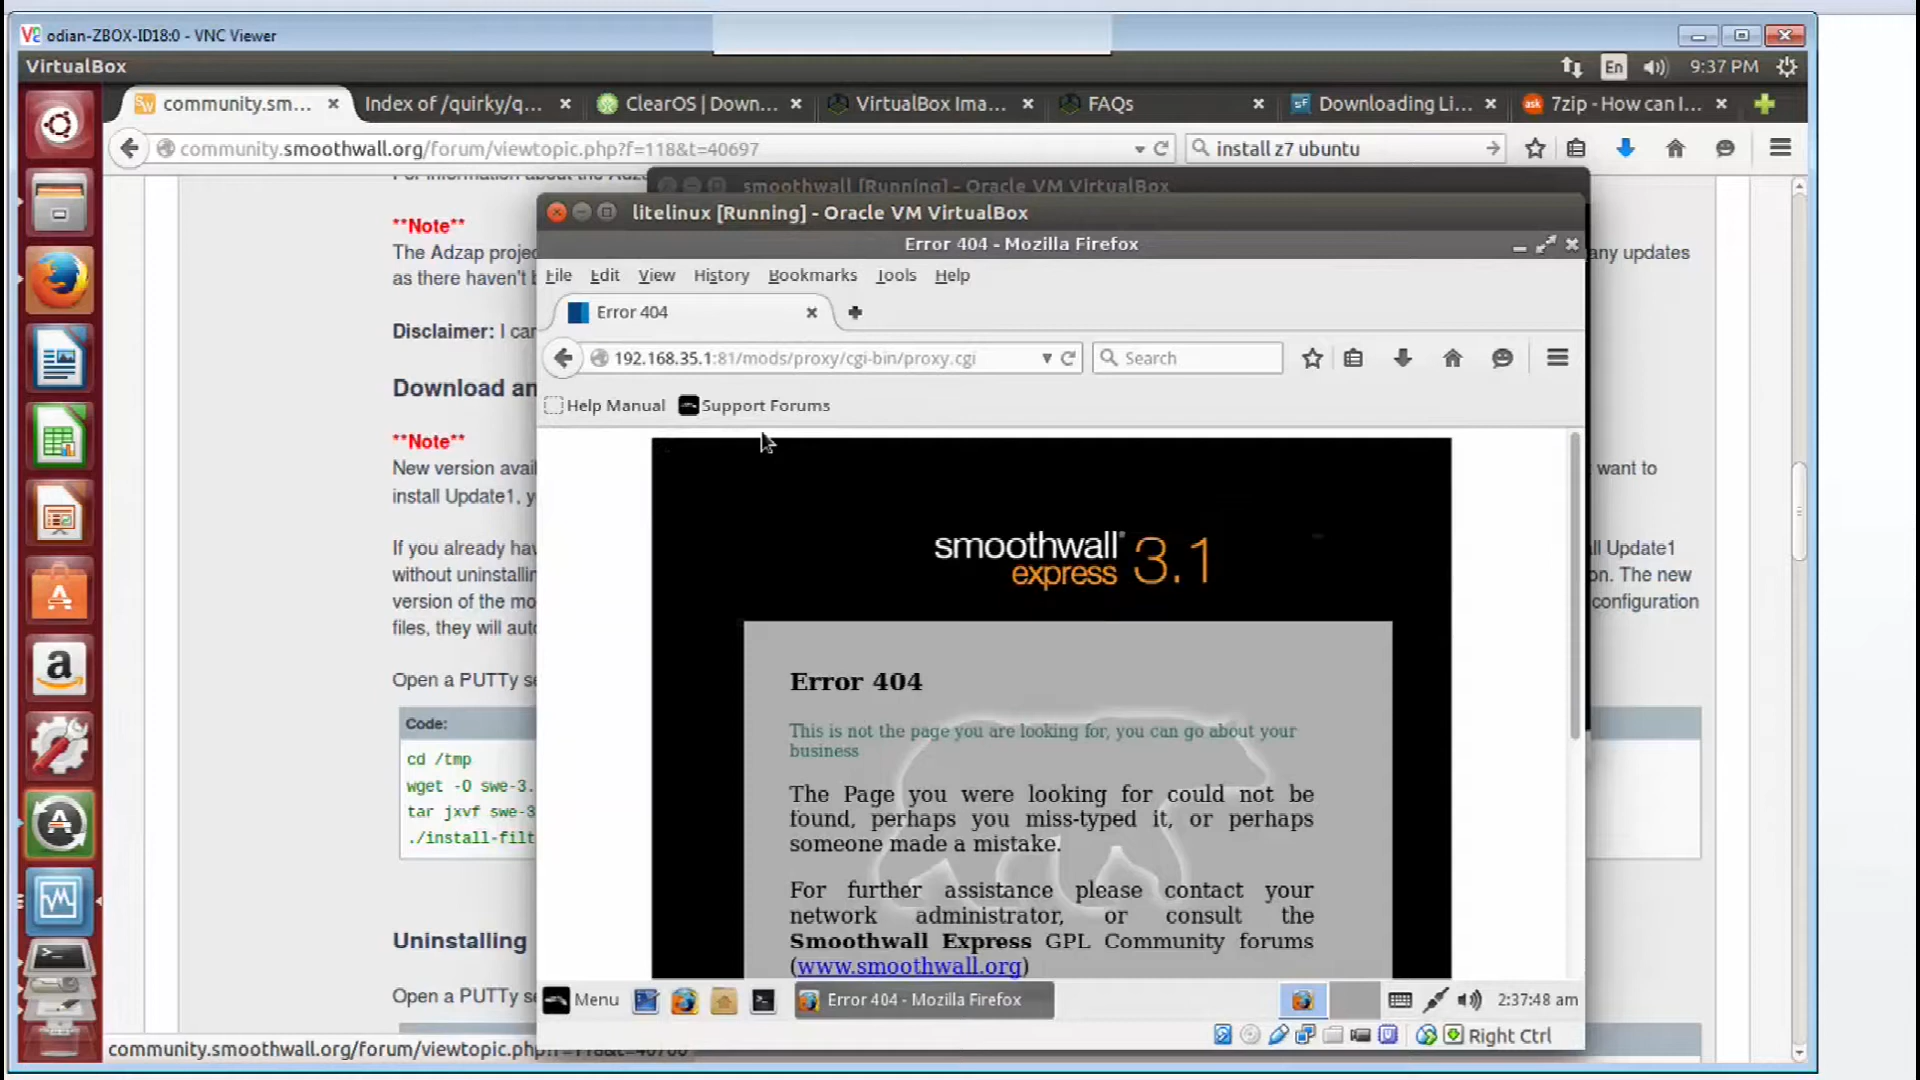 odian-ZBOX-ID18:0 - VNC Viewer
VirtualBox
En
9:37 PM
community.sm...
Index of /quirky/q...
ClearOS | Down...
VirtualBox Ima...
FAQs
Downloading Li...
7zip - How can I...
community.smoothwall.org/forum/viewtopic.php?f=118&t=40697
install z7 ubuntu
smoothwall [Running] - Oracle VM VirtualBox
litelinux [Running] - Oracle VM VirtualBox
Error 404 - Mozilla Firefox
File Edit View History Bookmarks Tools Help
Error 404
192.168.35.1:81/mods/proxy/cgi-bin/proxy.cgi
Search
Help Manual Support Forums
smoothwall
express 3.1
Error 404
This is not the page you are looking for, you can go about your
business
The Page you were looking for could not be
found, perhaps you miss-typed it, or perhaps
someone made a mistake.
For further assistance please contact your
network administrator, or consult the
Smoothwall Express GPL Community forums
(www.smoothwall.org)
Menu
Error 404 - Mozilla Firefox
2:37:48 am
Right Ctrl
**Note**
The Adzap projec
any updates
as there haven't b
Disclaimer: I can
Download an
**Note**
New version avail
want to
install Update1, y
If you already hav
ll Update1
without uninstallin
on. The new
version of the mo
configuration
files, they will auto
Open a PUTTy se
Code:
cd /tmp
wget -O swe-3.
tar jxvf swe-3
./install-filt
Uninstalling
Open a PUTTy se
community.smoothwall.org/forum/viewtopic.php